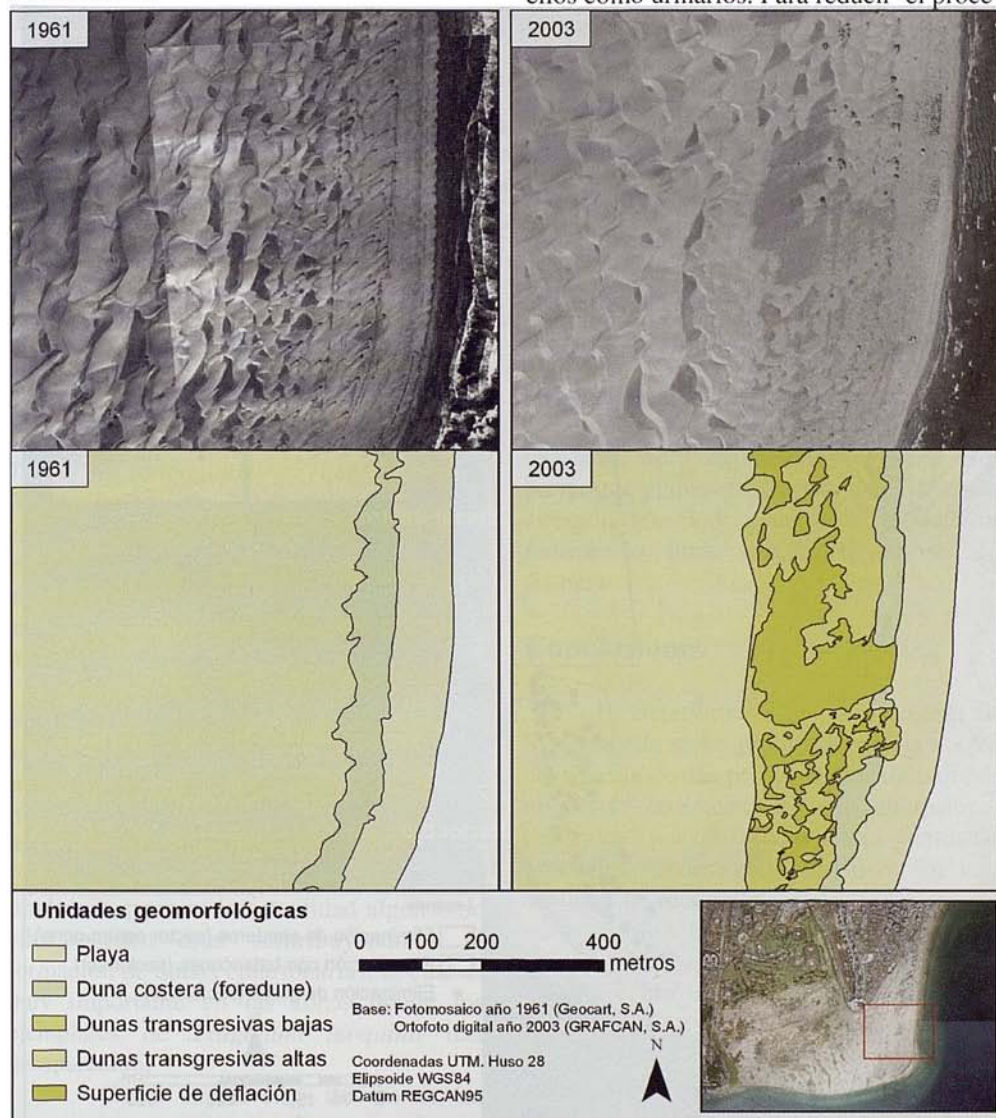 enos como urinarios. Para reducir el proce
1961
2003
1961
2003
Unidades geomorfológicas
Playa
Duna costera (foredune)
Dunas transgresivas bajas
Dunas transgresivas altas
Superficie de deflación
0 100 200 400
metros
Base: Fotomosaico año 1961 (Geocart, S.A.)
Ortofoto digital año 2003 (GRAFCAN, S.A.)
Coordenadas UTM. Huso 28
Elipsoide WGS84
Datum REGCAN95
N